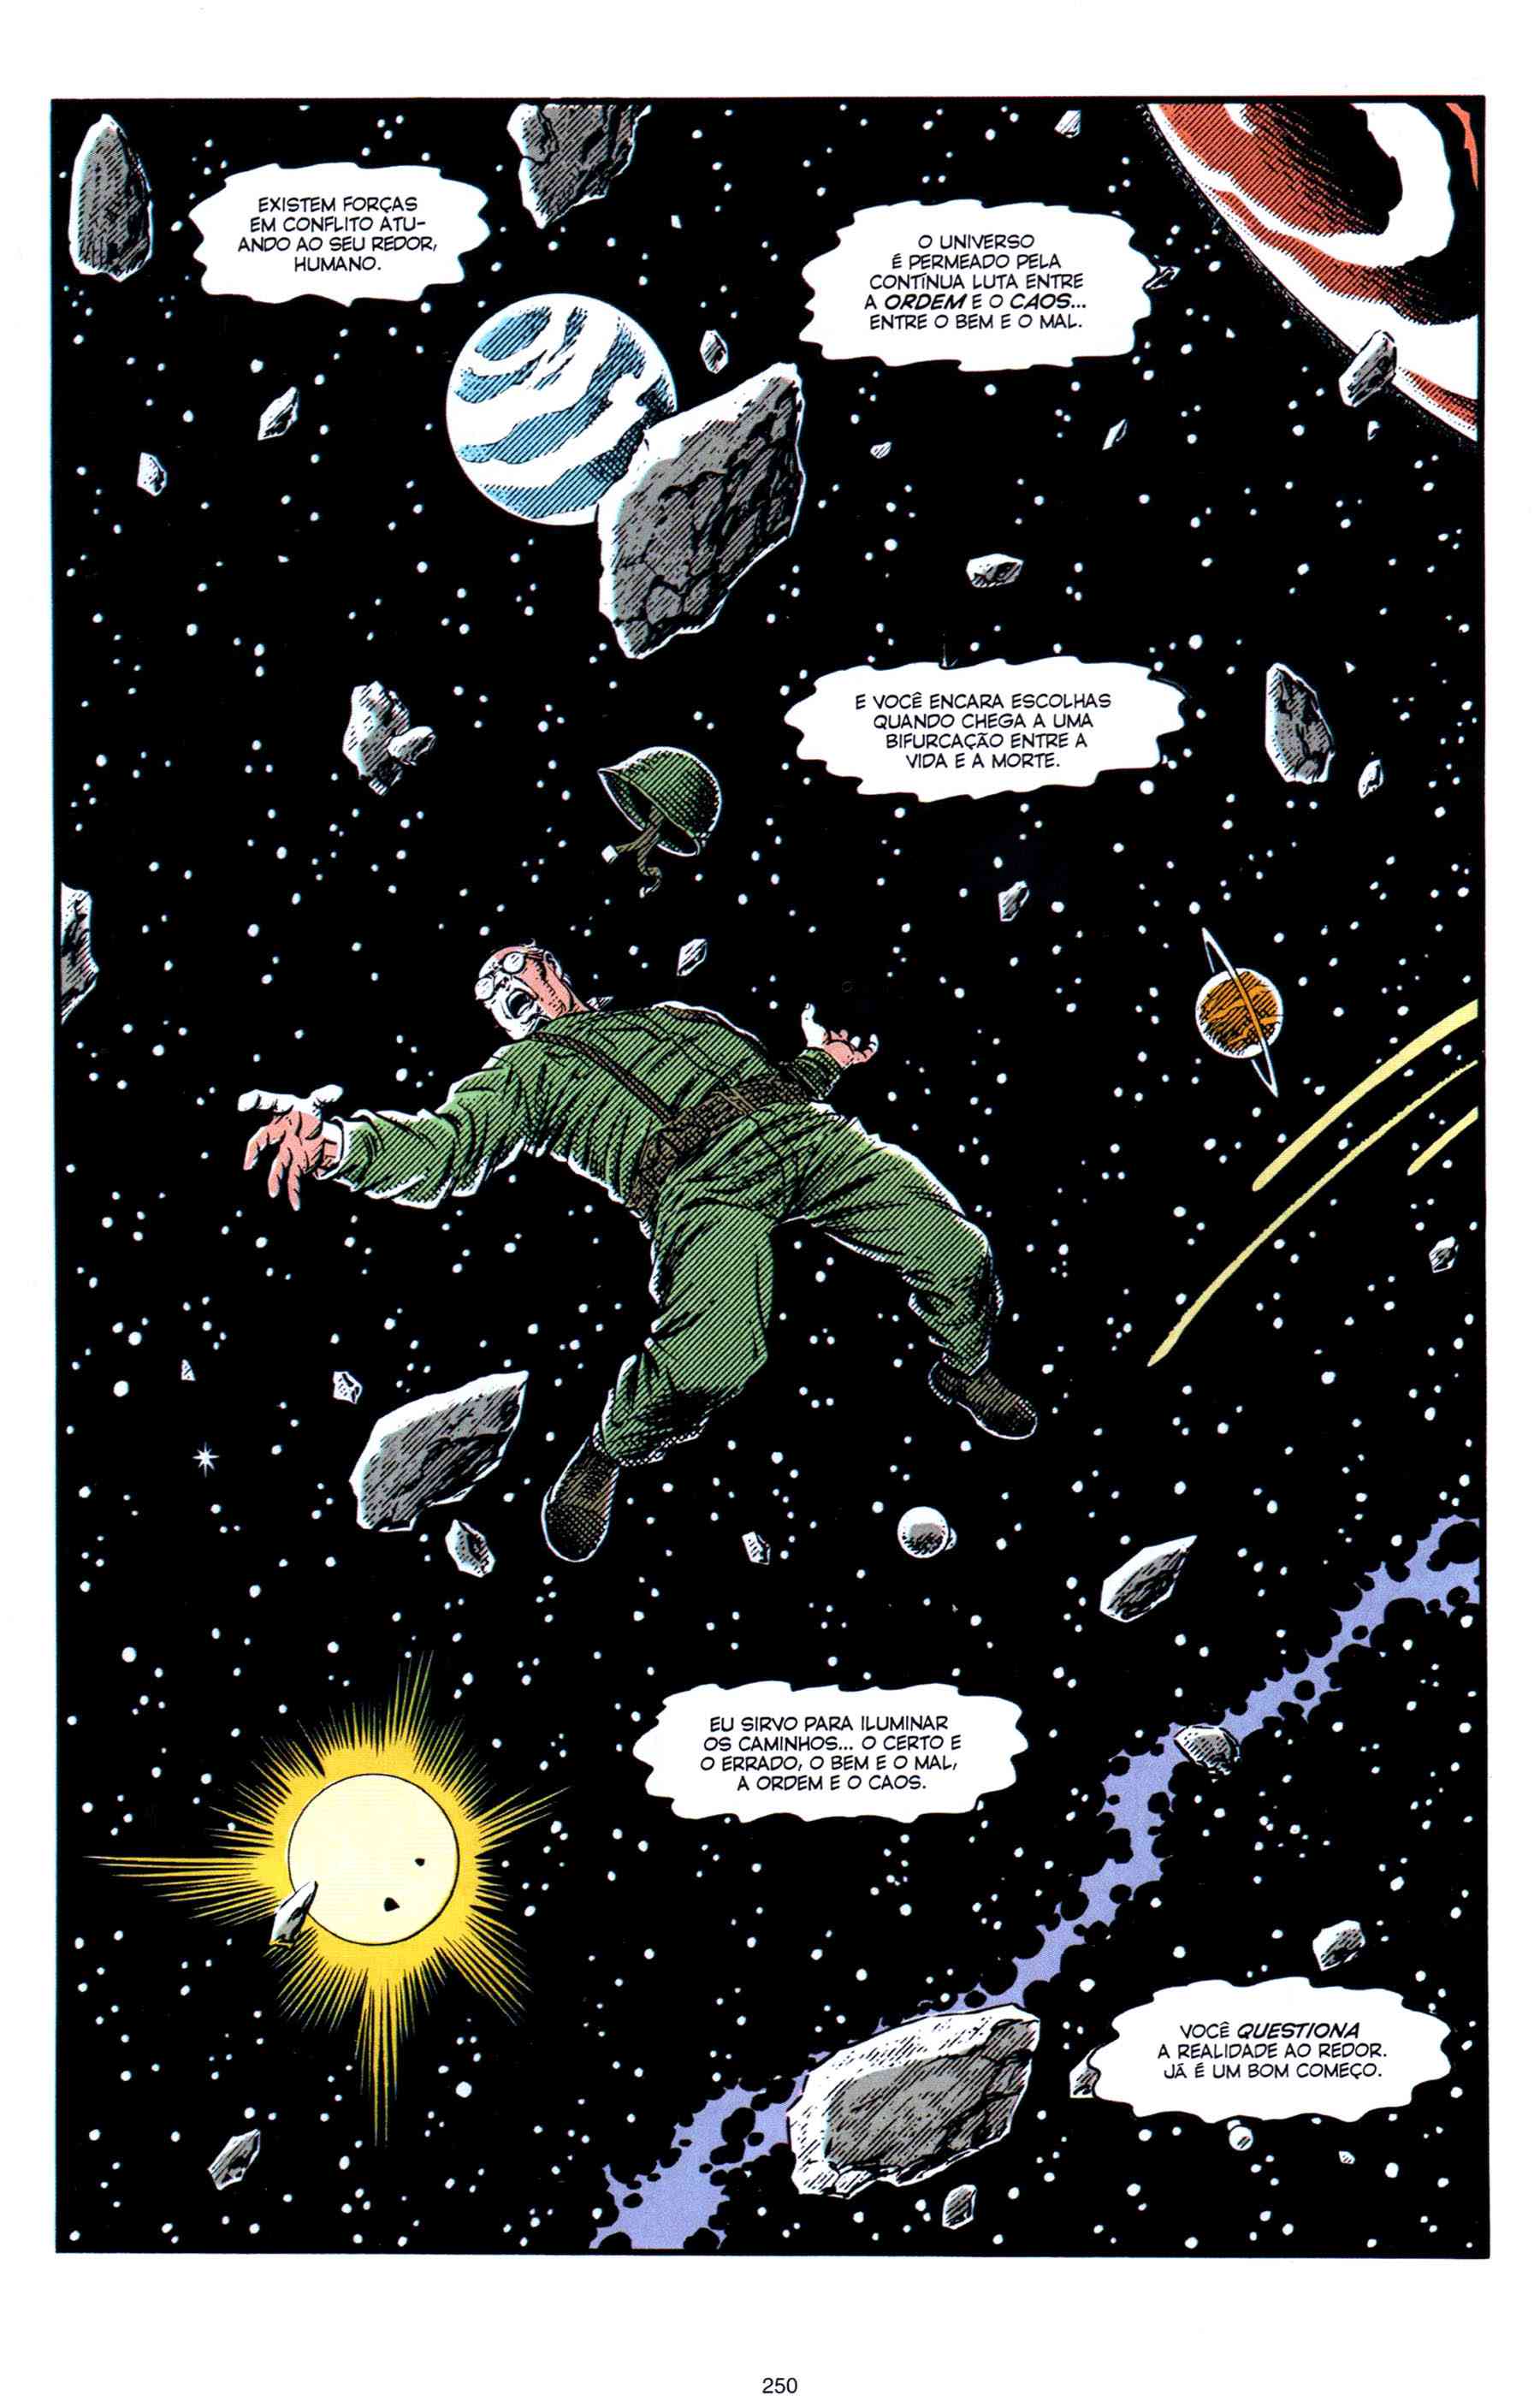 EXISTEM FORÇAS
EM CONFLITO ATU-
ANDO AO SEU REDOR,
HUMANO.
O UNIVERSO
É PERMEADO PELA
CONTÍNUA LUTA ENTRE
A ORDEM E O CAOS...
ENTRE O BEM E O MAL.
E VOCÊ ENCARA ESCOLHAS
QUANDO CHEGA A UMA
BIFURCAÇÃO ENTRE A
VIDA E A MORTE.
EU SIRVO PARA ILUMINAR
OS CAMINHOS... O CERTO E
O ERRADO, O BEM E O MAL,
A ORDEM E O CAOS.
VOCÊ QUESTIONA
A REALIDADE AO REDOR.
JÁ É UM BOM COMEÇO.
250